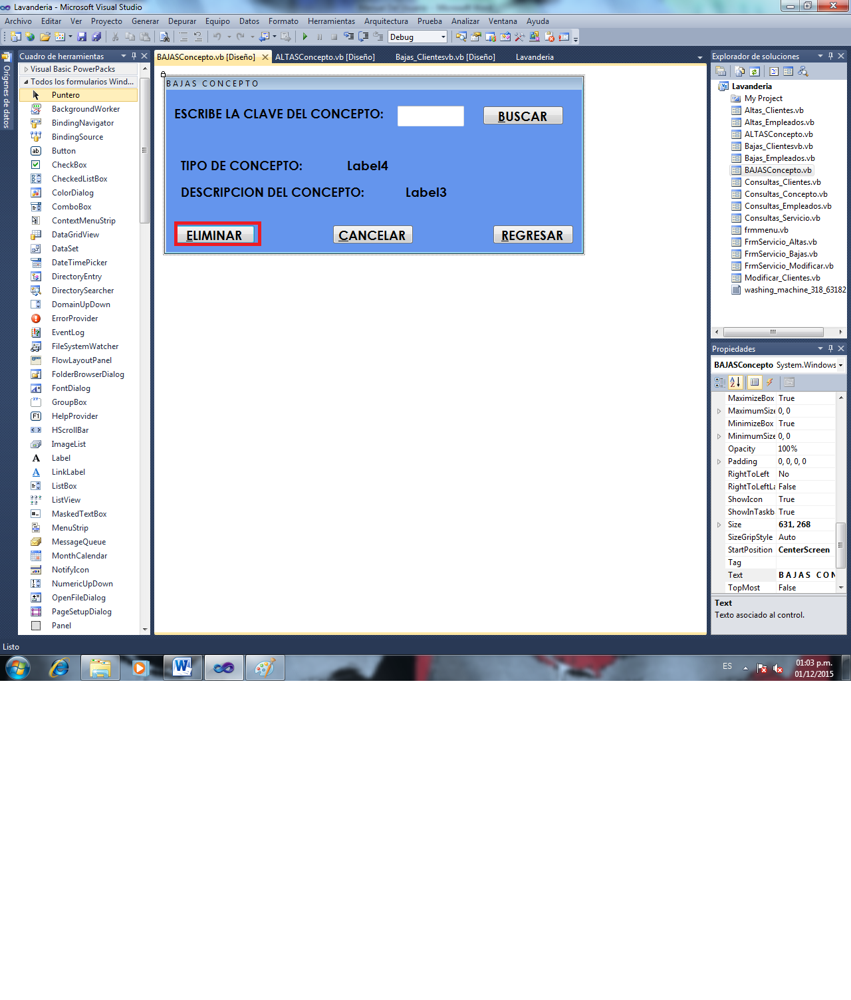 Lavanderia - Microsoft Visual Studio
Archivo Editar Ver Proyecto Generar Depurar Equipo Datos Formato Herramientas Arquitectura Prueba Analizar Ventana Ayuda
Debug
Orígenes de datos
Cuadro de herramientas
Visual Basic PowerPacks
Todos los formularios Wind...
Puntero
BackgroundWorker
BindingNavigator
BindingSource
Button
CheckBox
CheckedListBox
ColorDialog
ComboBox
ContextMenuStrip
DataGridView
DataSet
DateTimePicker
DirectoryEntry
DirectorySearcher
DomainUpDown
ErrorProvider
EventLog
FileSystemWatcher
FlowLayoutPanel
FolderBrowserDialog
FontDialog
GroupBox
HelpProvider
HScrollBar
ImageList
Label
LinkLabel
ListBox
ListView
MaskedTextBox
MenuStrip
MessageQueue
MonthCalendar
NotifyIcon
NumericUpDown
OpenFileDialog
PageSetupDialog
Panel
BAJASConcepto.vb [Diseño] ALTASConcepto.vb [Diseño] Bajas_Clientesvb.vb [Diseño] Lavanderia
BAJAS CONCEPTO
ESCRIBE LA CLAVE DEL CONCEPTO: BUSCAR
TIPO DE CONCEPTO: Label4
DESCRIPCION DEL CONCEPTO: Label3
ELIMINAR CANCELAR REGRESAR
Explorador de soluciones
Lavanderia
My Project
Altas_Clientes.vb
Altas_Empleados.vb
ALTASConcepto.vb
Bajas_Clientesvb.vb
Bajas_Empleados.vb
BAJASConcepto.vb
Consultas_Clientes.vb
Consultas_Concepto.vb
Consultas_Empleados.vb
Consultas_Servicio.vb
frmmenu.vb
FrmServicio_Altas.vb
FrmServicio_Bajas.vb
FrmServicio_Modificar.vb
Modificar_Clientes.vb
washing_machine_318_63182
Propiedades
BAJASConcepto System.Windows
MaximizeBox True
MaximumSize 0, 0
MinimizeBox True
MinimumSize 0, 0
Opacity 100%
Padding 0, 0, 0, 0
RightToLeft No
RightToLeftLa False
ShowIcon True
ShowInTaskb True
Size 631, 268
SizeGripStyle Auto
StartPosition CenterScreen
Tag
Text B A J A S C O N
TopMost False
Text
Texto asociado al control.
Listo
ES
01:03 p.m.
01/12/2015